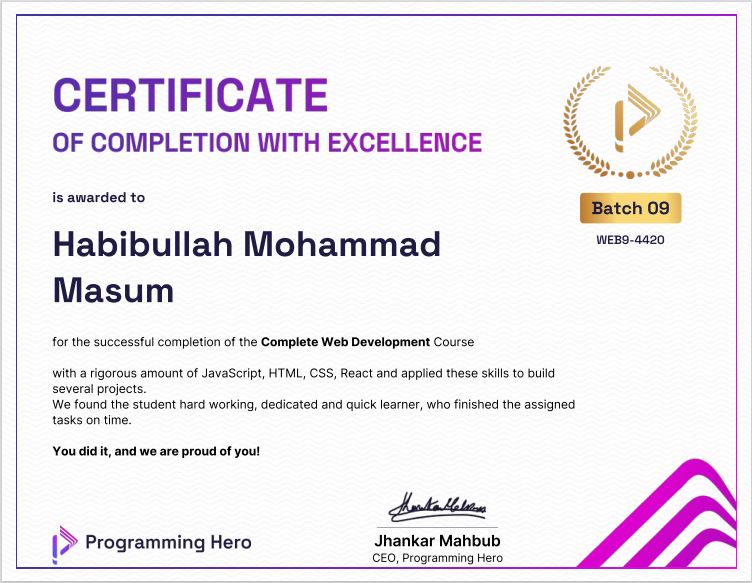 CERTIFICATE
OF COMPLETION WITH EXCELLENCE
Batch 09
WEB9-4420
is awarded to
Habibullah Mohammad
Masum
for the successful completion of the Complete Web Development Course
with a rigorous amount of JavaScript, HTML, CSS, React and applied these skills to build
several projects.
We found the student hard working, dedicated and quick learner, who finished the assigned
tasks on time.
You did it, and we are proud of you!
Programming Hero
Jhankar Mahbub
CEO, Programming Hero